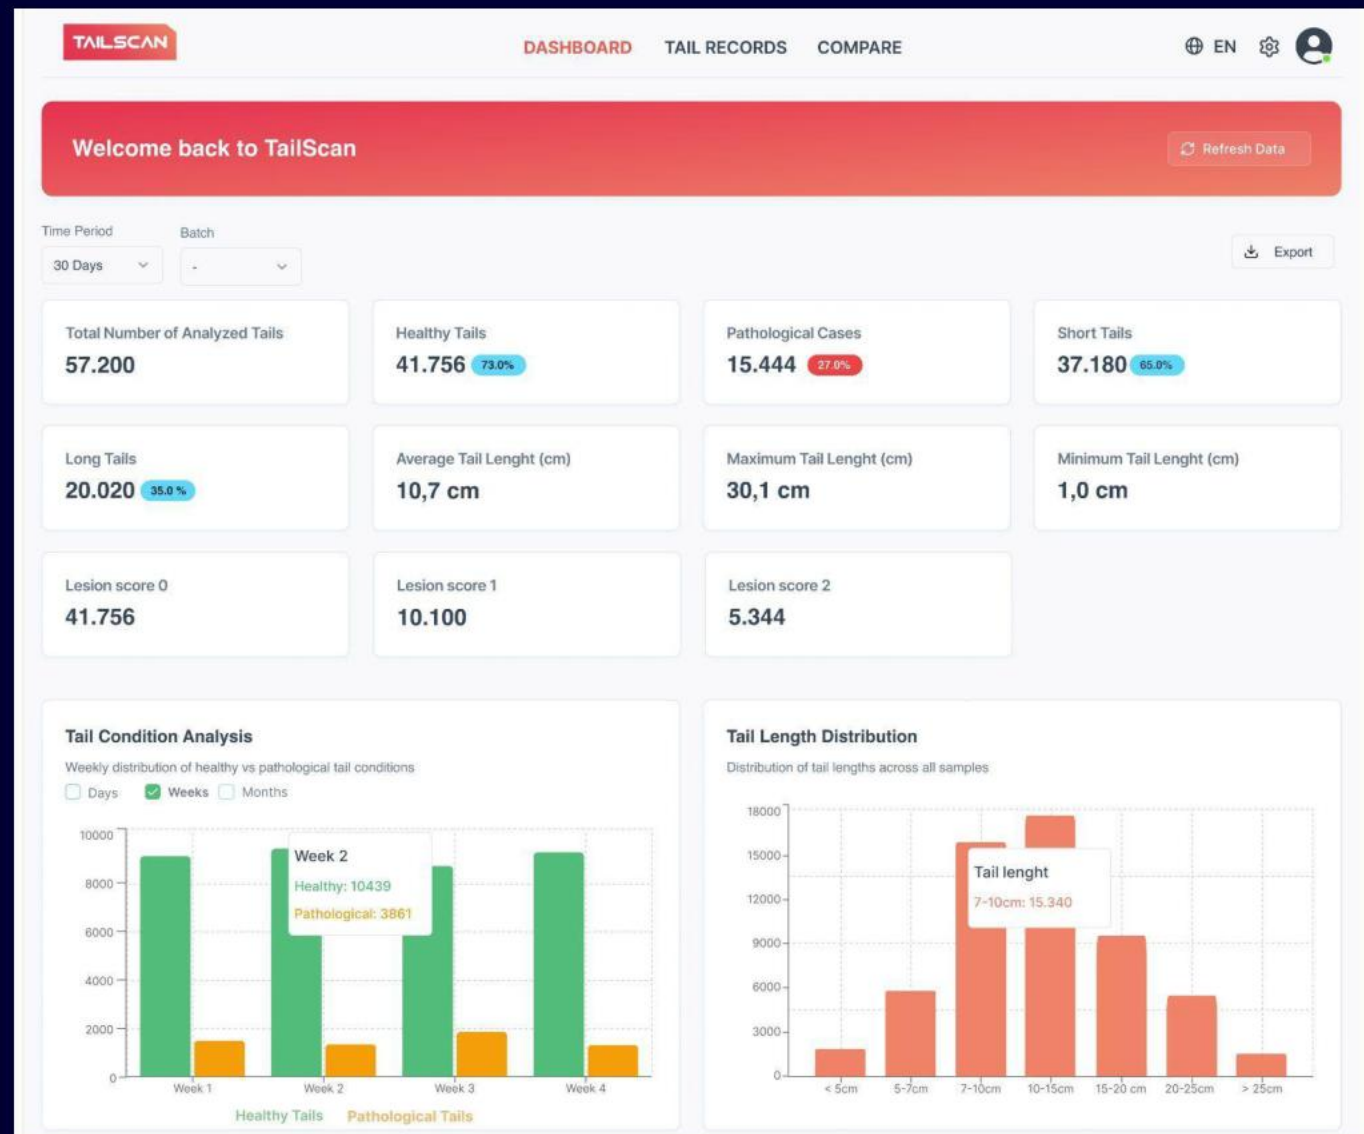 TAILSCAN
DASHBOARD TAIL RECORDS COMPARE
EN
Welcome back to TailScan
Refresh Data
Time Period
Batch
30 Days
-
Export
Total Number of Analyzed Tails
57.200
Healthy Tails
41.756 73.0%
Pathological Cases
15.444 27.0%
Short Tails
37.180 65.0%
Long Tails
20.020 35.0 %
Average Tail Lenght (cm)
10,7 cm
Maximum Tail Lenght (cm)
30,1 cm
Minimum Tail Lenght (cm)
1,0 cm
Lesion score 0
41.756
Lesion score 1
10.100
Lesion score 2
5.344
Tail Condition Analysis
Weekly distribution of healthy vs pathological tail conditions
Days Weeks Months
10000
8000
6000
4000
2000
0
Week 2
Healthy: 10439
Pathological: 3861
Week 1 Week 2 Week 3 Week 4
Healthy Tails Pathological Tails
Tail Length Distribution
Distribution of tail lengths across all samples
18000
15000
12000
9000
6000
3000
0
Tail lenght
7-10cm: 15.340
< 5cm 5-7cm 7-10cm 10-15cm 15-20 cm 20-25cm > 25cm